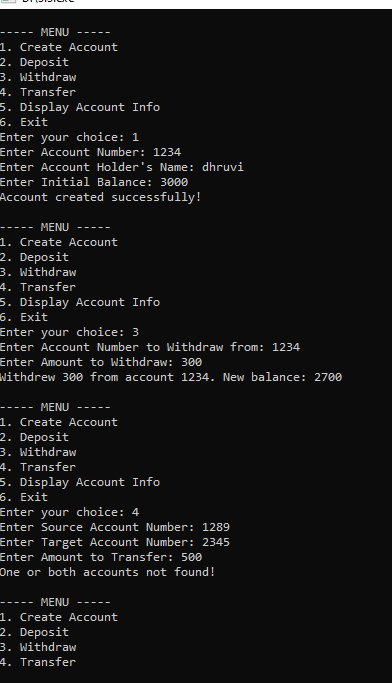 ----- MENU -----
1. Create Account
2. Deposit
3. Withdraw
4. Transfer
5. Display Account Info
6. Exit
Enter your choice: 1
Enter Account Number: 1234
Enter Account Holder's Name: dhruvi
Enter Initial Balance: 3000
Account created successfully!

----- MENU -----
1. Create Account
2. Deposit
3. Withdraw
4. Transfer
5. Display Account Info
6. Exit
Enter your choice: 3
Enter Account Number to Withdraw from: 1234
Enter Amount to Withdraw: 300
Withdrew 300 from account 1234. New balance: 2700

----- MENU -----
1. Create Account
2. Deposit
3. Withdraw
4. Transfer
5. Display Account Info
6. Exit
Enter your choice: 4
Enter Source Account Number: 1289
Enter Target Account Number: 2345
Enter Amount to Transfer: 500
One or both accounts not found!

----- MENU -----
1. Create Account
2. Deposit
3. Withdraw
4. Transfer